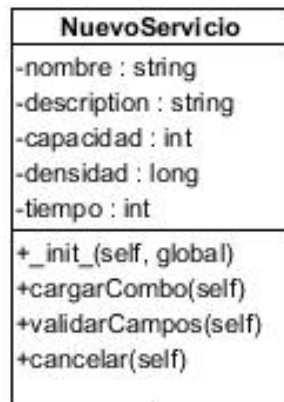 NuevoServicio
-nombre : string
-description : string
-capacidad : int
-densidad : long
-tiempo : int
+_init_(self, global)
+cargarCombo(self)
+validarCampos(self)
+cancelar(self)